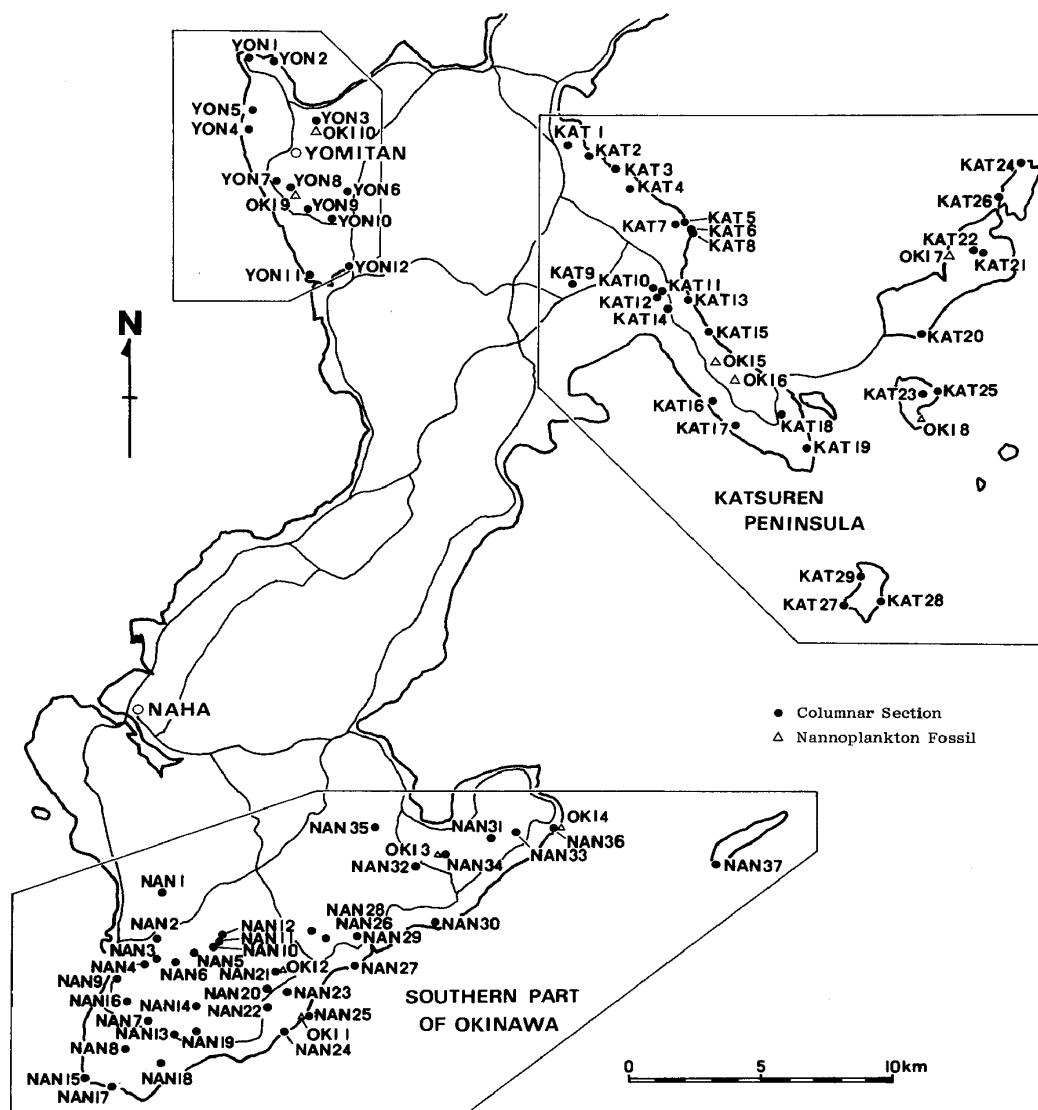 YON1
YON2
YON5
YON3
YON4
OKI10
YOMITAN
YON7
YON8
YON6
OKI9
YON9
YON10
YON11
YON12
N
KAT1
KAT2
KAT3
KAT4
KAT24
KAT26
KAT5
KAT6
KAT7
KAT8
KAT22
OKI7
KAT21
KAT9
KAT10
KAT11
KAT12
KAT13
KAT14
KAT15
KAT20
OKI5
OKI6
KAT16
KAT17
KAT18
KAT19
KAT23
KAT25
OKI8
KATSUREN
PENINSULA
KAT29
KAT27
KAT28
NAHA
● Columnar Section
△ Nannoplankton Fossil
NAN35
NAN31
OKI4
OKI3
NAN36
NAN33
NAN32
NAN34
NAN37
NAN1
NAN2
NAN12
NAN28
NAN26
NAN30
NAN11
NAN29
NAN3
NAN10
NAN4
NAN5
NAN6
NAN9
NAN21
OKI2
NAN27
NAN20
NAN23
NAN16
NAN14
NAN22
NAN7
NAN25
NAN13
OKI1
NAN19
NAN24
NAN8
NAN18
NAN15
NAN17
SOUTHERN PART
OF OKINAWA
0 5 10km